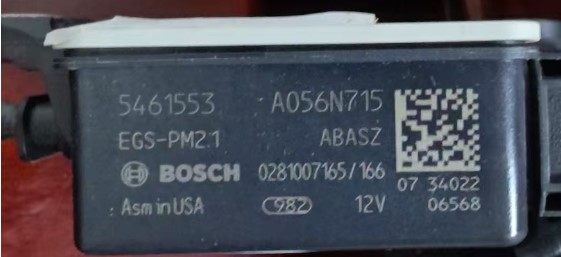 5461553 A056N715
EGS-PM2.1 ABASZ
BOSCH 0281007165/166
07 34022
Asm in USA 982 12V 06568